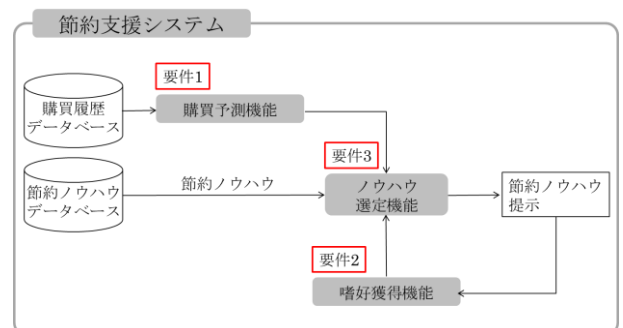 節約支援システム
要件1
購買履歴
データベース
購買予測機能
要件3
節約ノウハウ
データベース
節約ノウハウ
ノウハウ
選定機能
節約ノウハウ
提示
要件2
嗜好獲得機能